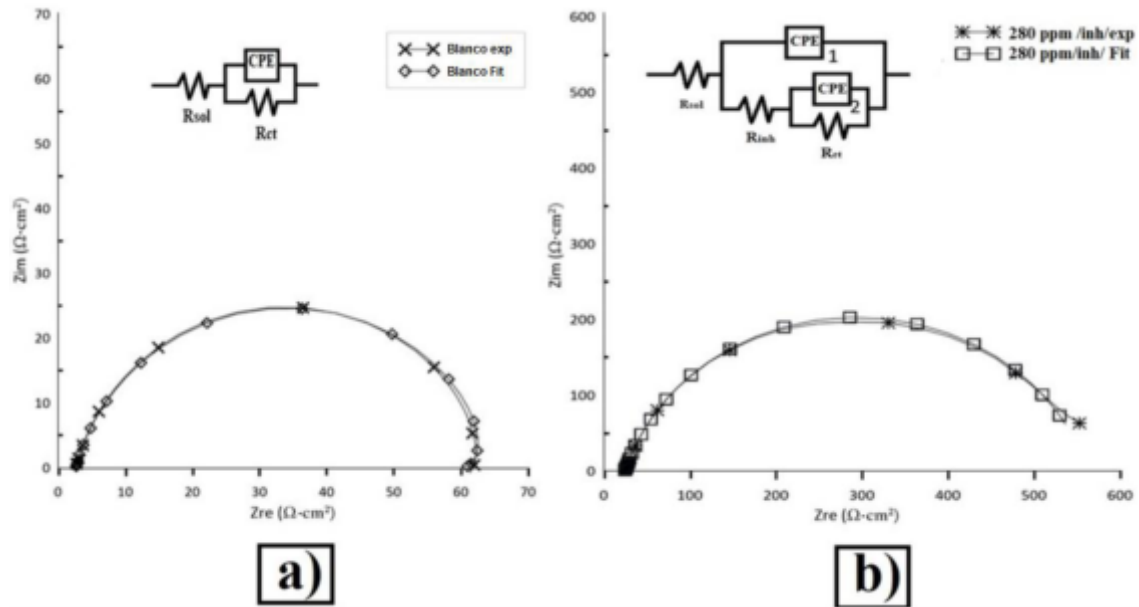 70
60
50
40
30
20
10
0
Zim (Ω·cm²)
0 10 20 30 40 50 60 70
Zre (Ω·cm²)
CPE
Rsol
Rct
Blanco exp
Blanco Fit
a)
600
500
400
300
200
100
0
Zim (Ω·cm²)
0 100 200 300 400 500 600
Zre (Ω·cm²)
CPE 1
Rsol
CPE 2
Rinh
Rct
280 ppm /inh/exp
280 ppm/inh/ Fit
b)